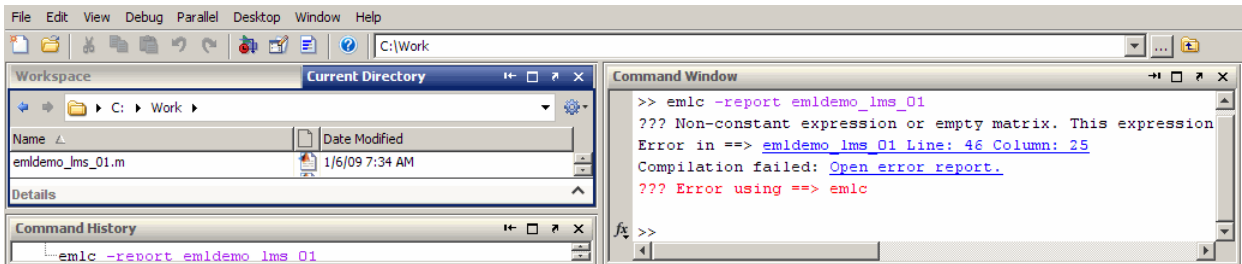 File Edit View Debug Parallel Desktop Window Help
C:\Work
Workspace
Current Directory
C: Work
Name Date Modified
emldemo_lms_01.m 1/6/09 7:34 AM
Details
Command History
emlc -report emldemo_lms_01
Command Window
>> emlc -report emldemo_lms_01
??? Non-constant expression or empty matrix. This expression
Error in ==> emldemo_lms_01 Line: 46 Column: 25
Compilation failed: Open error report.
??? Error using ==> emlc
fx >>